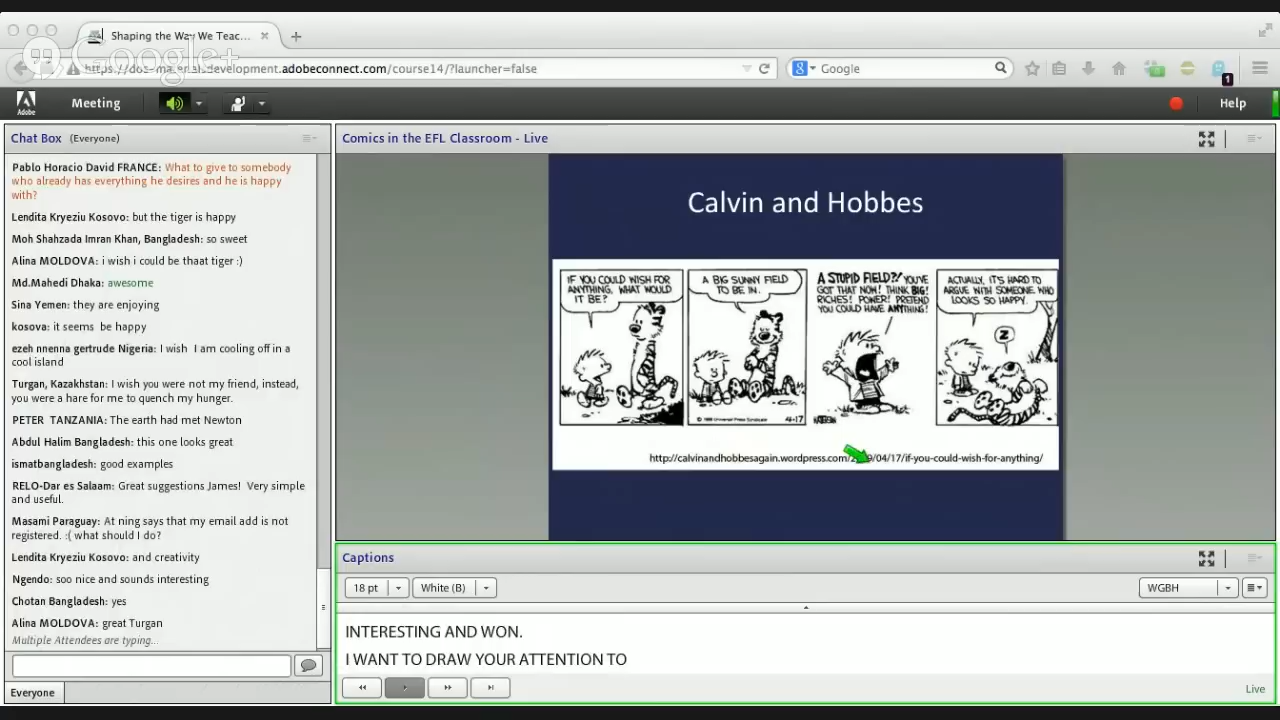 Shaping the Way We Teac...
Google+
adobeconnect.com/course14/?launcher=false
Google
1
Adobe
Meeting
Help
Chat Box (Everyone)
Pablo Horacio David FRANCE: What to give to somebody
who already has everything he desires and he is happy
with?
Lendita Kryeziu Kosovo: but the tiger is happy
Moh Shahzada Imran Khan, Bangladesh: so sweet
Alina MOLDOVA: i wish i could be thaat tiger :)
Md.Mahedi Dhaka: awesome
Sina Yemen: they are enjoying
kosova: it seems be happy
ezeh nnenna gertrude Nigeria: I wish I am cooling off in a
cool island
Turgan, Kazakhstan: I wish you were not my friend, instead,
you were a hare for me to quench my hunger.
PETER TANZANIA: The earth had met Newton
Abdul Halim Bangladesh: this one looks great
ismatbangladesh: good examples
RELO-Dar es Salaam: Great suggestions James! Very simple
and useful.
Masami Paraguay: At ning says that my email add is not
registered. :( what should I do?
Lendita Kryeziu Kosovo: and creativity
Ngendo: soo nice and sounds interesting
Chotan Bangladesh: yes
Alina MOLDOVA: great Turgan
Multiple Attendees are typing...
Everyone
Comics in the EFL Classroom - Live
Calvin and Hobbes
IF YOU COULD WISH FOR
ANYTHING, WHAT WOULD
IT BE?
A BIG SUNNY FIELD
TO BE IN.
4-17
A STUPID FIELD?! YOU'VE
GOT THAT NOW! THINK BIG!
RICHES! POWER! PRETEND
YOU COULD HAVE ANYTHING!
WATTERSON
ACTUALLY, IT'S HARD TO
ARGUE WITH SOMEONE WHO
LOOKS SO HAPPY.
Z
http://calvinandhobbesagain.wordpress.com/ /04/17/if-you-could-wish-for-anything/
Captions
18 pt
White (B)
WGBH
INTERESTING AND WON.
I WANT TO DRAW YOUR ATTENTION TO
Live